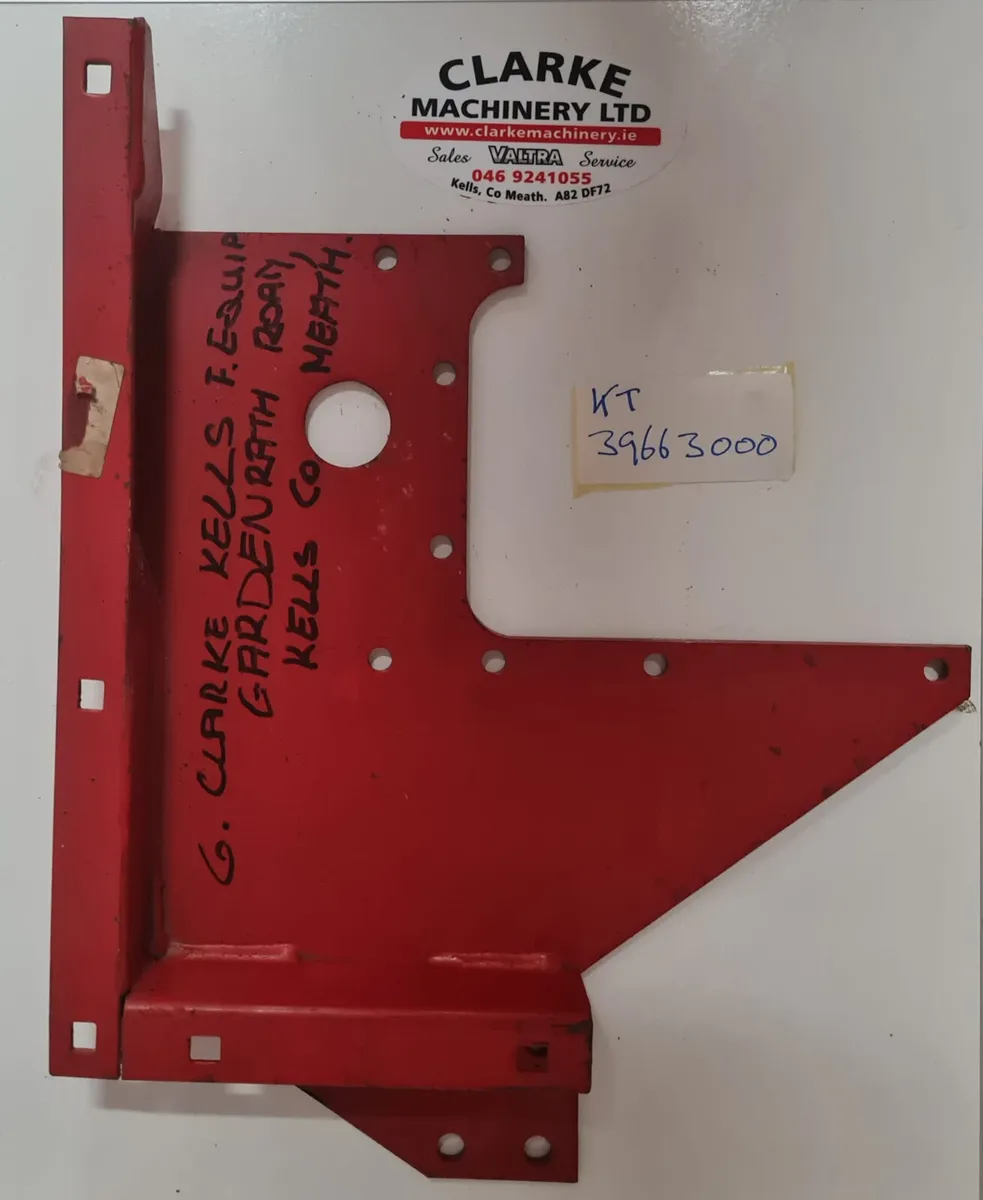 CLARKE
MACHINERY LTD
www.clarkemachinery.ie
Sales VALTRA Service
046 9241055
Kells, Co Meath. A82 DF72
KT
39663000
G. CLARKE KELLS F. EQUIP
GARDENRATH ROAD,
KELLS CO MEATH.